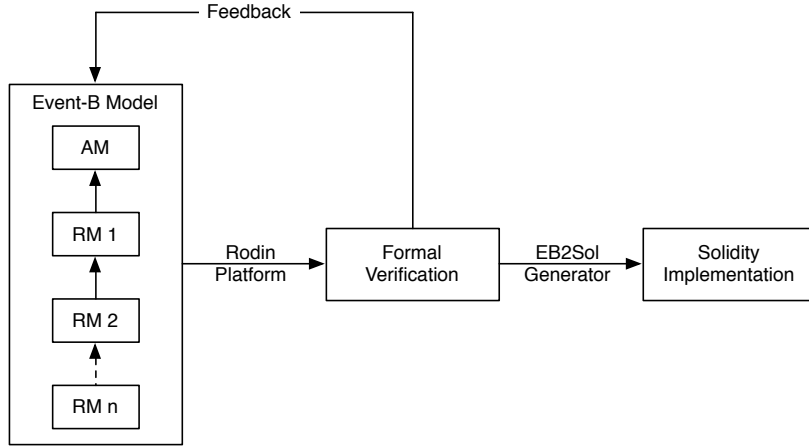 Feedback
Event-B Model
AM
RM 1
RM 2
RM n
Rodin
Platform
Formal
Verification
EB2Sol
Generator
Solidity
Implementation